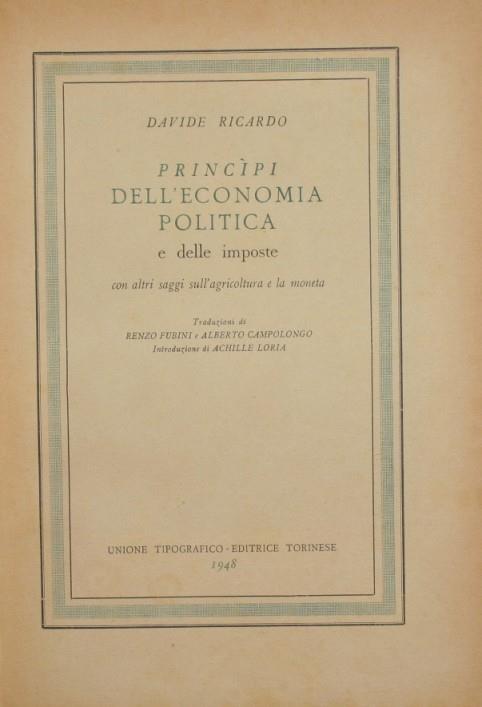 DAVIDE RICARDO
PRINCÌPI
DELL'ECONOMIA
POLITICA
e delle imposte
con altri saggi sull'agricoltura e la moneta
Traduzioni di
RENZO FUBINI e ALBERTO CAMPOLONGO
Introduzione di ACHILLE LORIA
UNIONE TIPOGRAFICO-EDITRICE TORINESE
1948